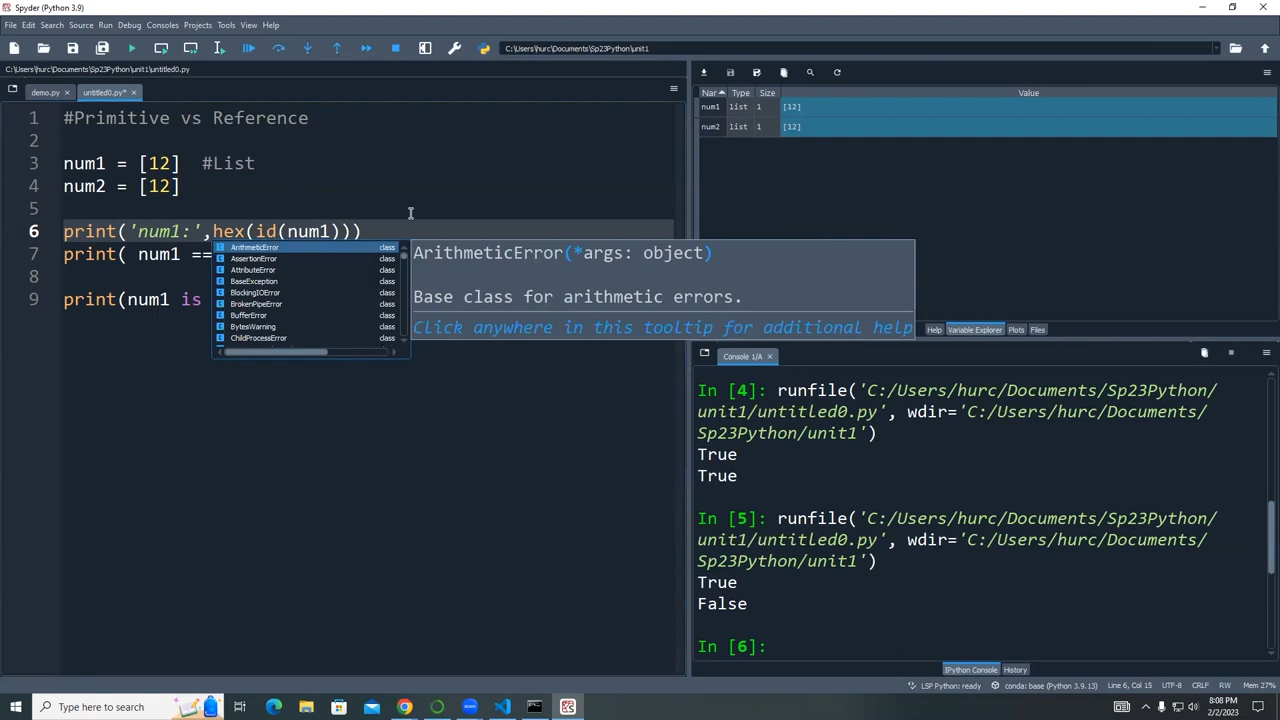 Spyder (Python 3.9)
File Edit Search Source Run Debug Consoles Projects Tools View Help
C:\Users\hurc\Documents\Sp23Python\unit1
C:\Users\hurc\Documents\Sp23Python\unit1\untitled0.py
demo.py
untitled0.py*
1 #Primitive vs Reference
2
3 num1 = [12] #List
4 num2 = [12]
5
6 print('num1:',hex(id(num1)))
7 print( num1 ==
8
9 print(num1 is
ArithmeticError class
AssertionError class
AttributeError class
BaseException class
BlockingIOError class
BrokenPipeError class
BufferError class
BytesWarning class
ChildProcessError class
ArithmeticError(*args: object)
Base class for arithmetic errors.
Click anywhere in this tooltip for additional help
Nar Type Size Value
num1 list 1 [12]
num2 list 1 [12]
Help Variable Explorer Plots Files
Console 1/A
In [4]: runfile('C:/Users/hurc/Documents/Sp23Python/
unit1/untitled0.py', wdir='C:/Users/hurc/Documents/
Sp23Python/unit1')
True
True
In [5]: runfile('C:/Users/hurc/Documents/Sp23Python/
unit1/untitled0.py', wdir='C:/Users/hurc/Documents/
Sp23Python/unit1')
True
False
In [6]:
IPython Console History
LSP Python: ready conda: base (Python 3.9.13) Line 6, Col 15 UTF-8 CRLF RW Mem 27%
Type here to search
8:08 PM
2/2/2023